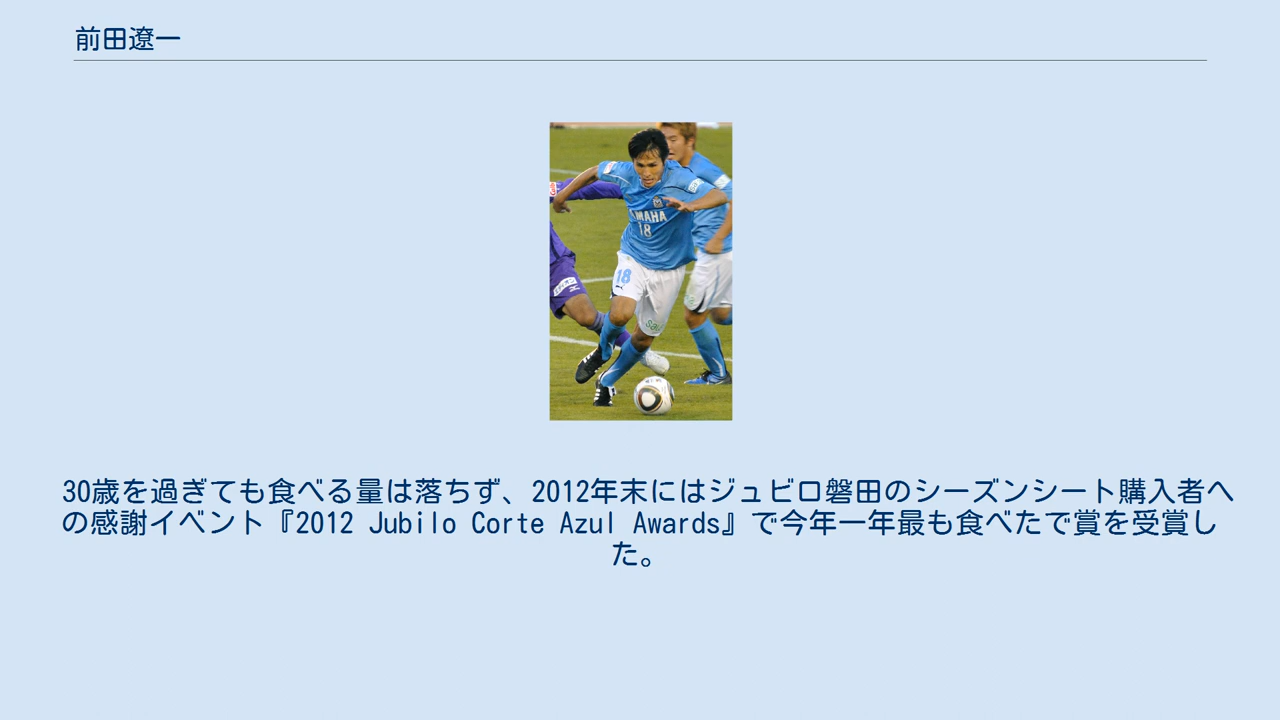 前田遼一
MAHA
18
18
30歳を過ぎても食べる量は落ちず、2012年末にはジュビロ磐田のシーズンシート購入者へ
の感謝イベント『2012 Jubilo Corte Azul Awards』で今年一年最も食べたで賞を受賞し
た。